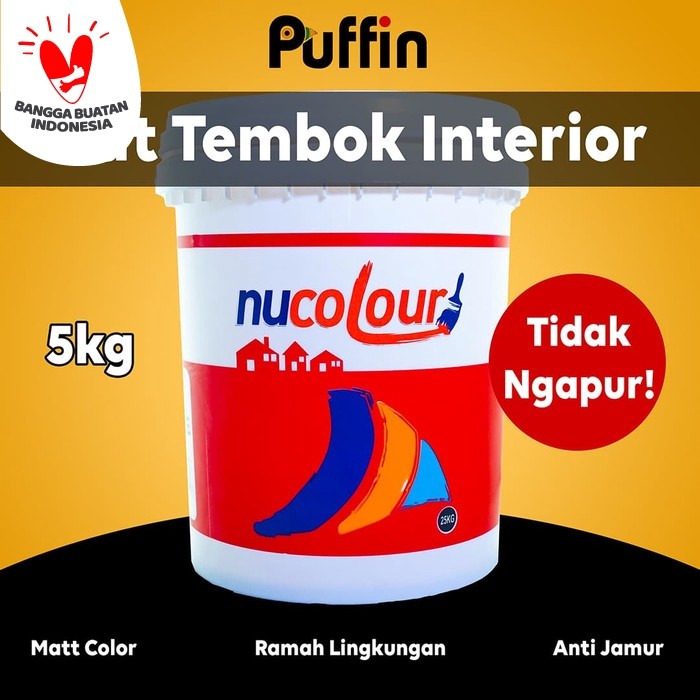 Puffin
BANGGA BUATAN
INDONESIA
Tembok Interior
nucolour
5kg
Tidak
Ngapur!
25KG
Matt Color
Ramah Lingkungan
Anti Jamur